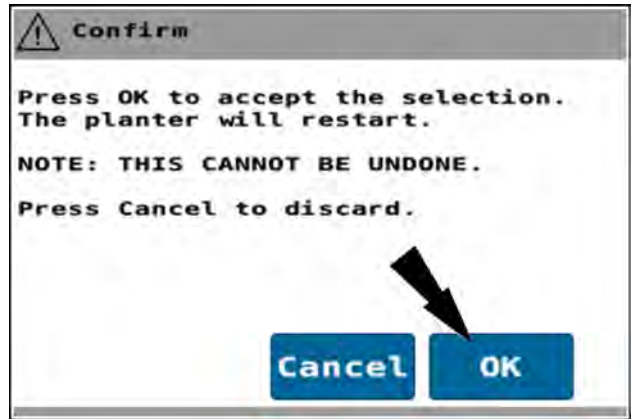 Confirm
Press OK to accept the selection.
The planter will restart.
NOTE: THIS CANNOT BE UNDONE.
Press Cancel to discard.
Cancel OK